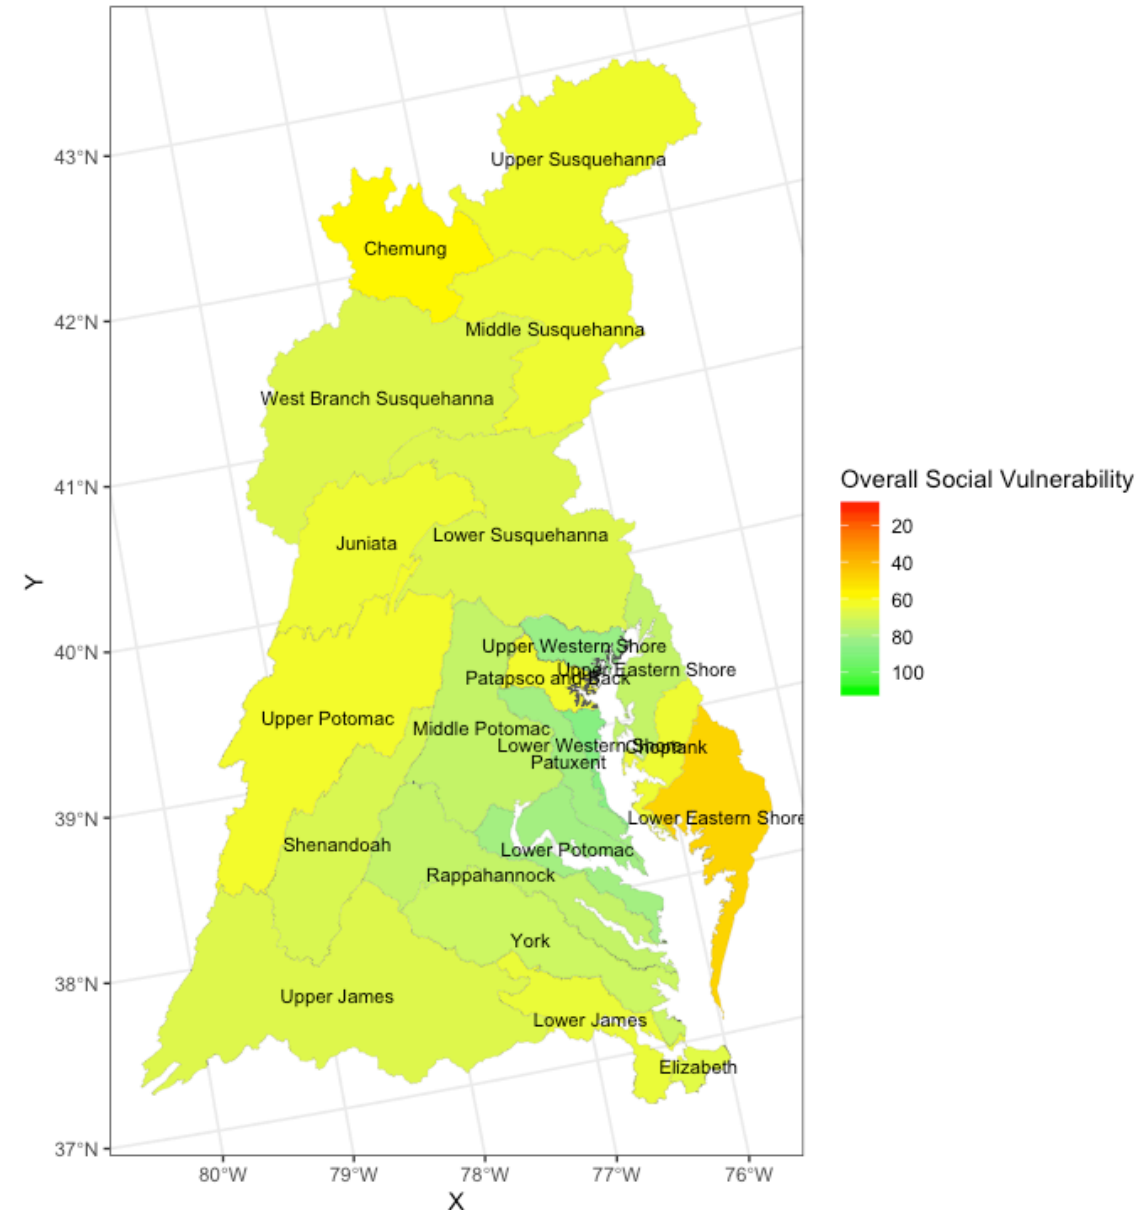 43°N
Upper Susquehanna
Chemung
42°N
Middle Susquehanna
West Branch Susquehanna
41°N
Juniata
Lower Susquehanna
Y
40°N
Upper Western Shore
Upper Eastern Shore
Patapsco and Back
Upper Potomac
Middle Potomac
Lower Western Shore
Choptank
Patuxent
39°N
Lower Eastern Shore
Shenandoah
Lower Potomac
Rappahannock
York
38°N
Upper James
Lower James
Elizabeth
37°N
80°W
79°W
78°W
77°W
76°W
X
Overall Social Vulnerability
20
40
60
80
100